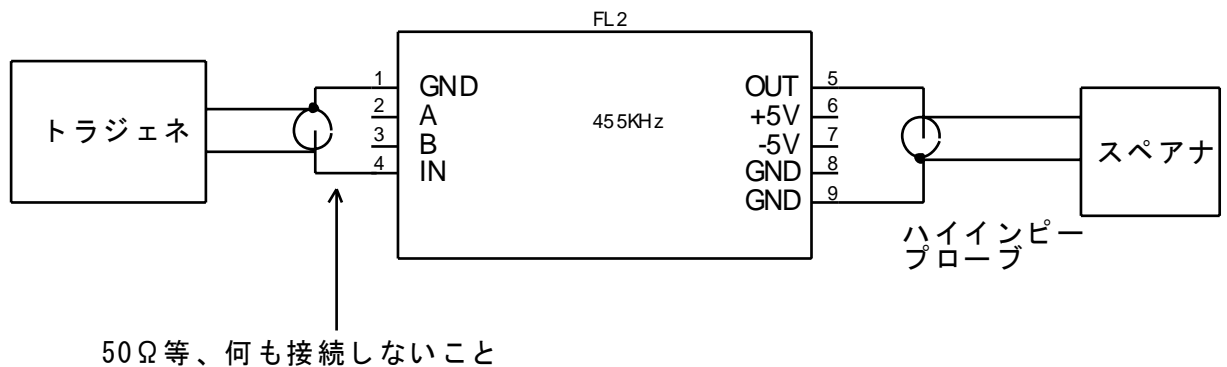 FL2
トラジェネ
1
GND
2
A
3
B
4
IN
455KHz
OUT
5
+5V
6
-5V
7
GND
8
GND
9
スペアナ
ハイインピー
プローブ
50Ω等、何も接続しないこと